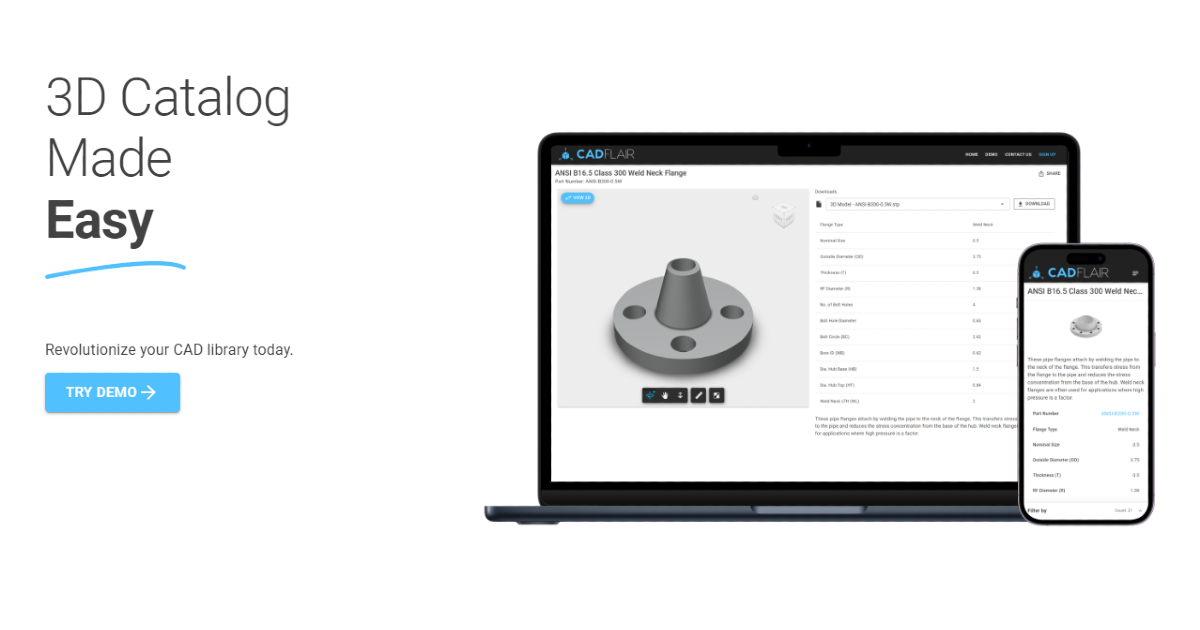 3D Catalog
Made
Easy
Revolutionize your CAD library today.
TRY DEMO
CADFLAIR
HOME DEMO CONTACT US SIGN UP
ANSI B16.5 Class 300 Weld Neck Flange
SHARE
Part Number: ANSI-B300-0.5W
VIEW 2D
Downloads
3D Model - ANSI-B300-0.5W.stp
DOWNLOAD
Flange Type Weld Neck
Nominal Size 0.5
Outside Diameter (OD) 3.75
Thickness (T) 0.5
RF Diameter (R) 1.38
No. of Bolt Holes 4
Bolt Hole Diameter 0.63
Bolt Circle (BC) 2.62
Bore ID (WB) 0.62
Dia. Hub Base (HB) 1.5
Dia. Hub Top (HT) 0.84
Weld Neck LTH (WL) 2
These pipe flanges attach by welding the pipe to the neck of the flange. This transfers stress
to the pipe and reduces the stress concentration from the base of the hub. Weld neck flanges
for applications where high pressure is a factor.
CADFLAIR
ANSI B16.5 Class 300 Weld Nec...
These pipe flanges attach by welding the pipe to
the neck of the flange. This transfers stress from
the flange to the pipe and reduces the stress
concentration from the base of the hub. Weld neck
flanges are often used for applications where high
pressure is a factor.
Part Number ANSI-B300-0.5W
Flange Type Weld Neck
Nominal Size 0.5
Outside Diameter (OD) 3.75
Thickness (T) 0.5
RF Diameter (R) 1.38
Filter by